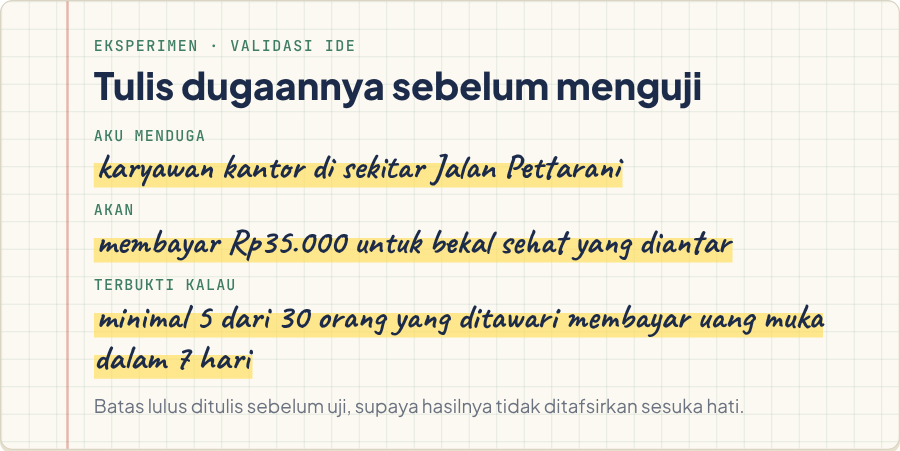 EKSPERIMEN · VALIDASI IDE
Tulis dugaannya sebelum menguji
AKU MENDUGA
karyawan kantor di sekitar Jalan Pettarani
AKAN
membayar Rp35.000 untuk bekal sehat yang diantar
TERBUKTI KALAU
minimal 5 dari 30 orang yang ditawari membayar uang muka
dalam 7 hari
Batas lulus ditulis sebelum uji, supaya hasilnya tidak ditafsirkan sesuka hati.